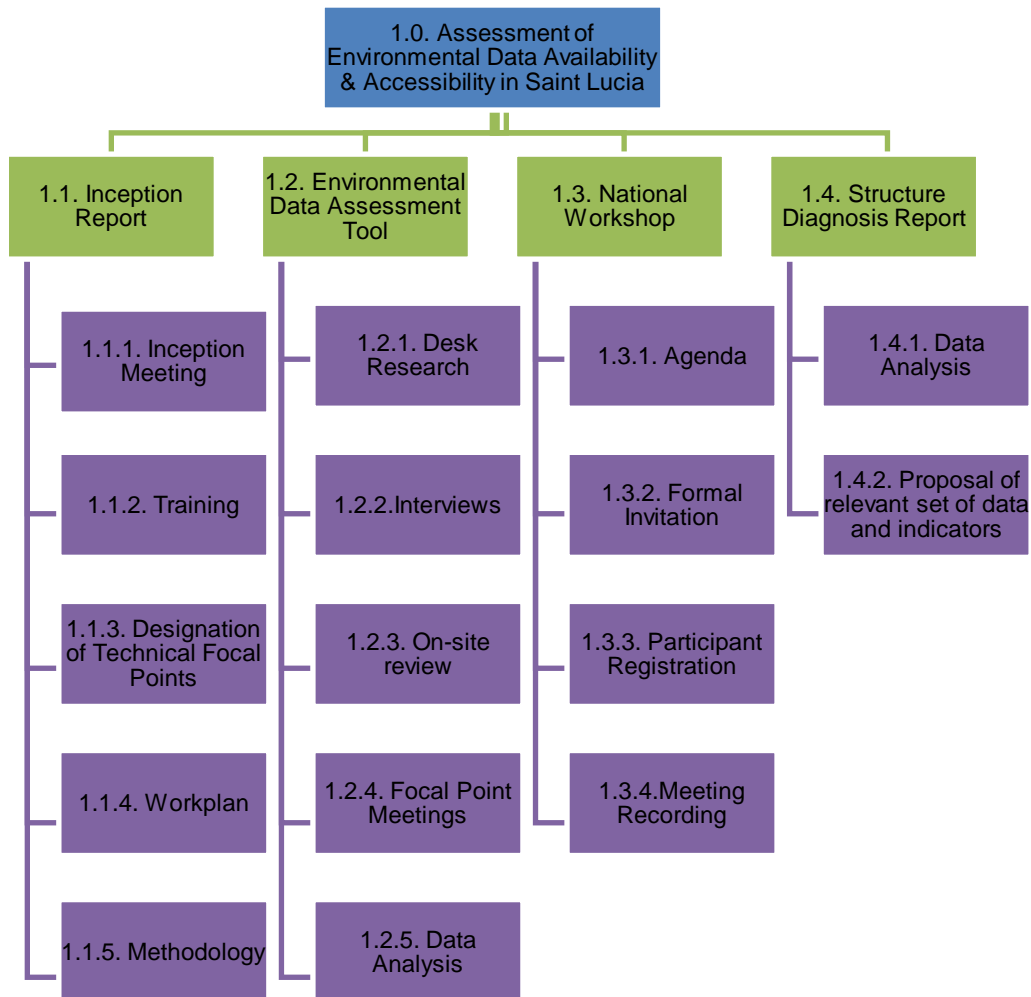 1.0. Assessment of
Environmental Data Availability
& Accessibility in Saint Lucia
1.1. Inception
Report
1.1.1. Inception
Meeting
1.1.2. Training
1.1.3. Designation
of Technical Focal
Points
1.1.4. Workplan
1.1.5. Methodology
1.2. Environmental
Data Assessment
Tool
1.2.1. Desk
Research
1.2.2.Interviews
1.2.3. On-site
review
1.2.4. Focal Point
Meetings
1.2.5. Data
Analysis
1.3. National
Workshop
1.3.1. Agenda
1.3.2. Formal
Invitation
1.3.3. Participant
Registration
1.3.4.Meeting
Recording
1.4. Structure
Diagnosis Report
1.4.1. Data
Analysis
1.4.2. Proposal of
relevant set of data
and indicators